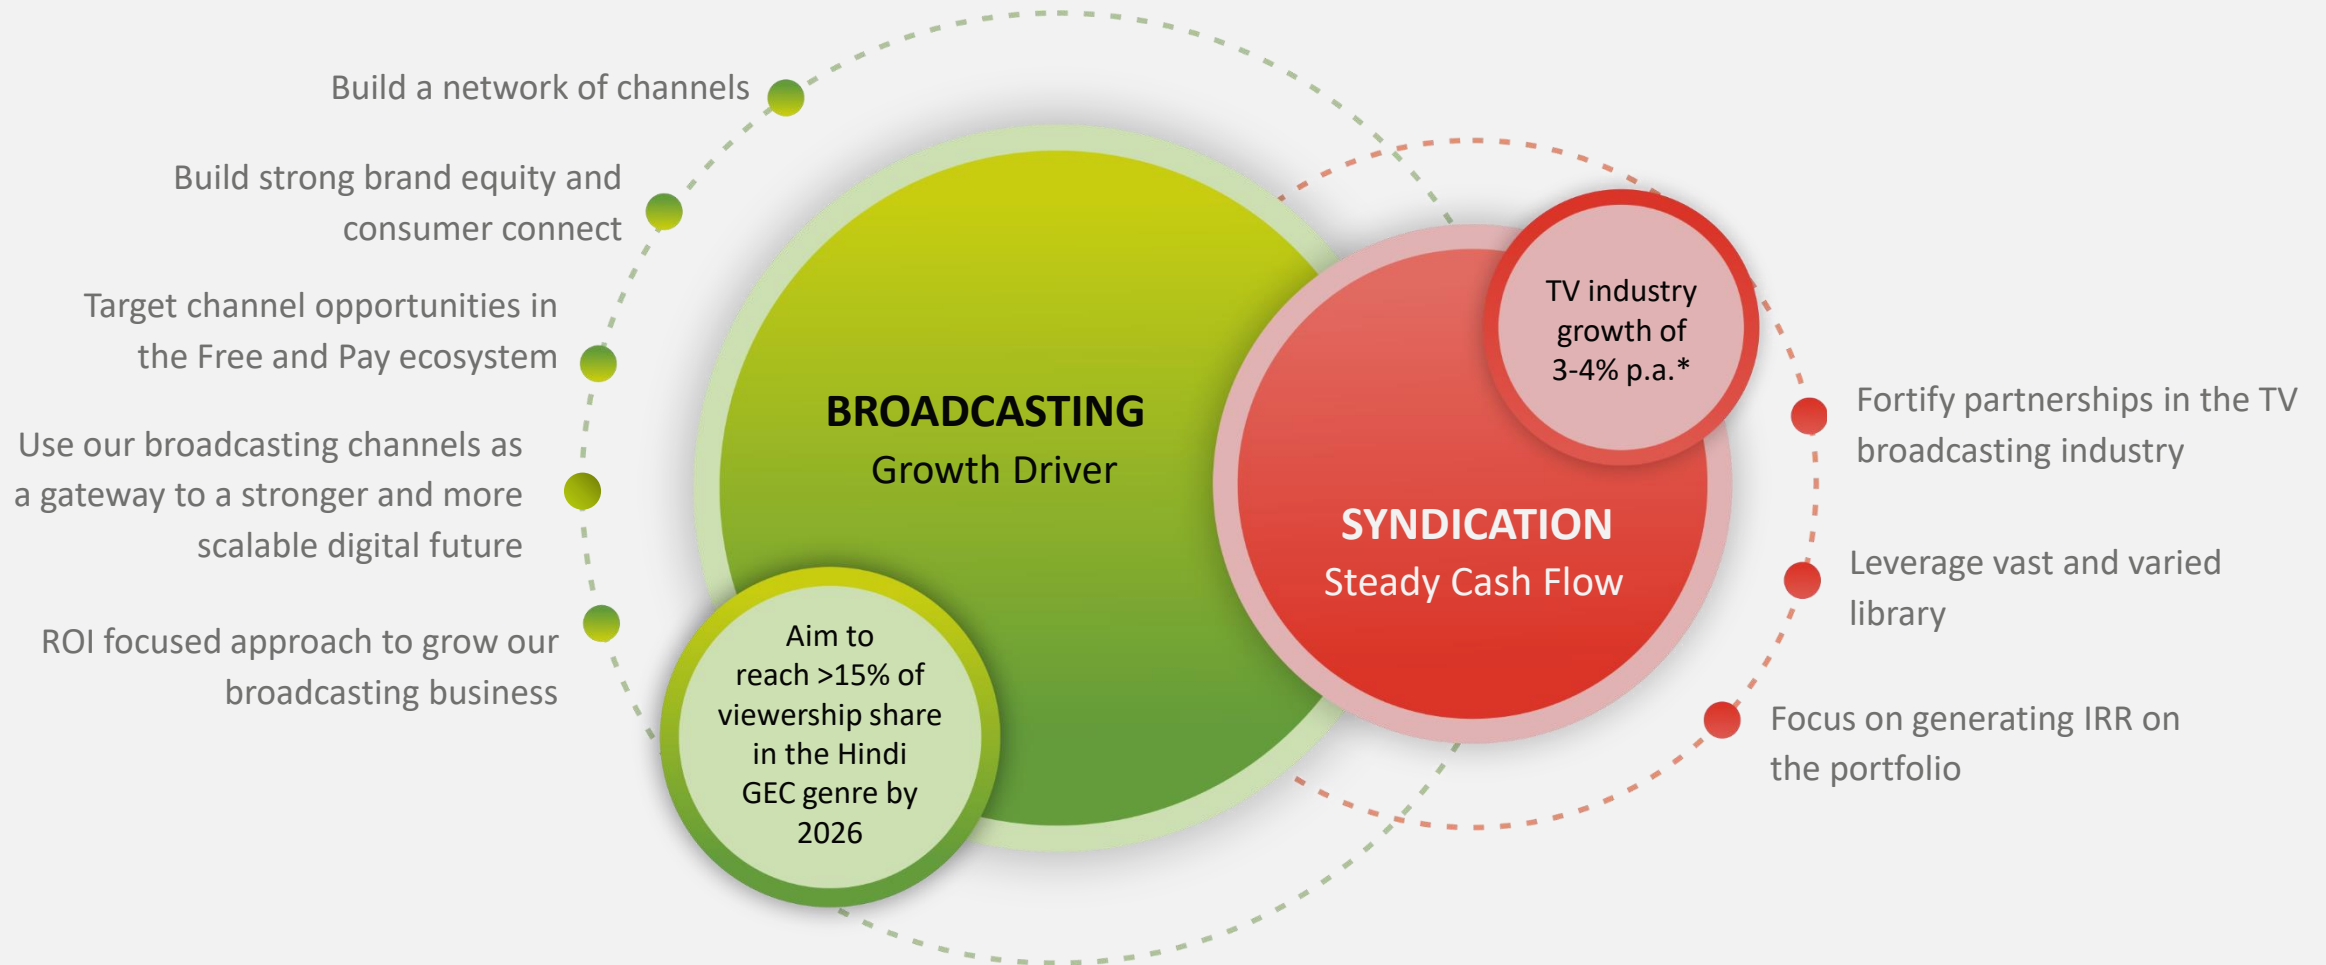 Build a network of channels
Build strong brand equity and
consumer connect
Target channel opportunities in
the Free and Pay ecosystem
Use our broadcasting channels as
a gateway to a stronger and more
scalable digital future
ROI focused approach to grow our
broadcasting business
BROADCASTING
Growth Driver
Aim to
reach >15% of
viewership share
in the Hindi
GEC genre by
2026
SYNDICATION
Steady Cash Flow
TV industry
growth of
3-4% p.a.*
Fortify partnerships in the TV
broadcasting industry
Leverage vast and varied
library
Focus on generating IRR on
the portfolio